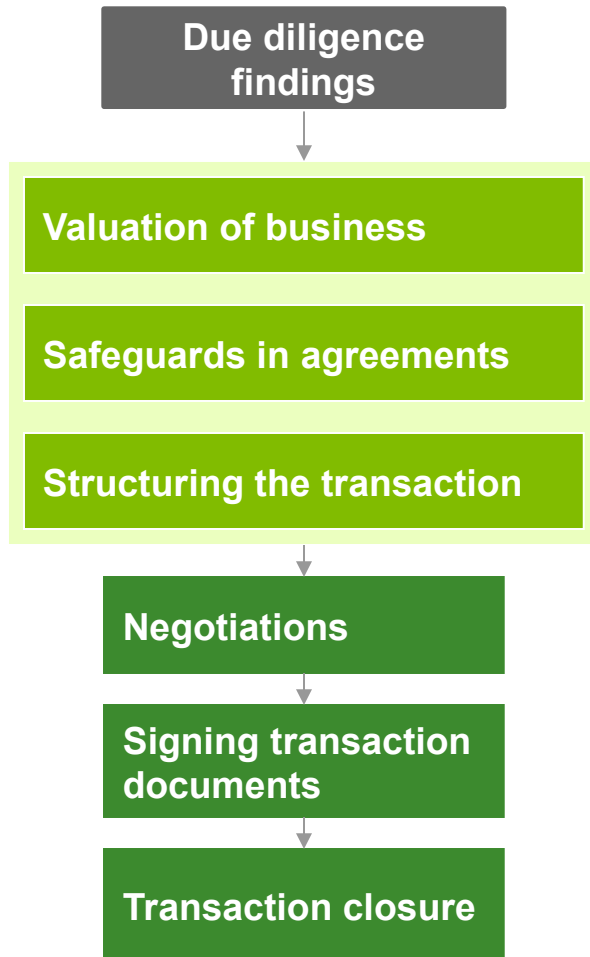 Due diligence
findings
Valuation of business
Safeguards in agreements
Structuring the transaction
Negotiations
Signing transaction
documents
Transaction closure